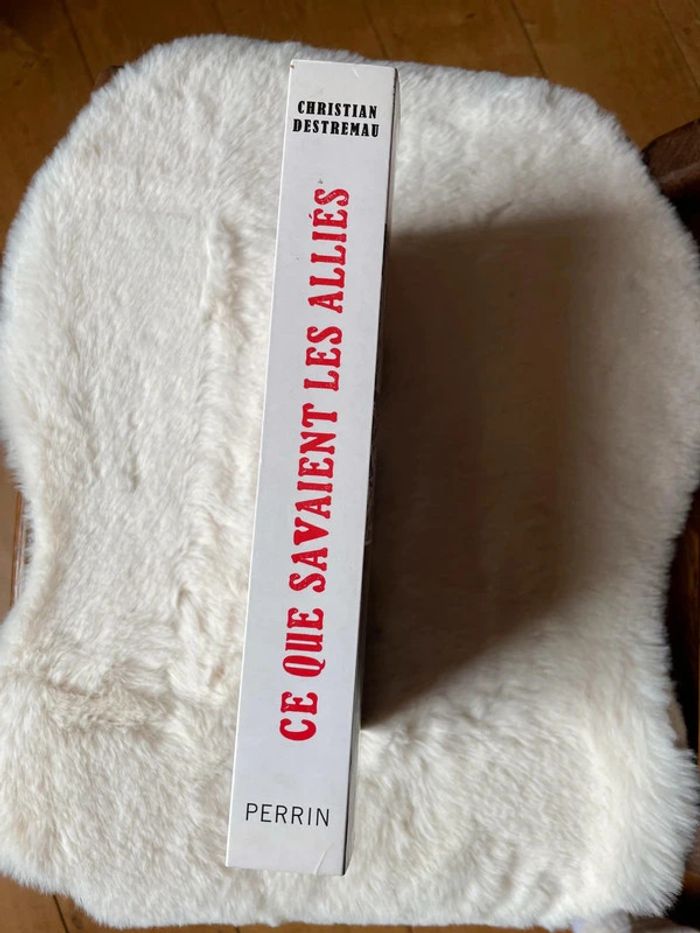 CHRISTIAN
DESTREMAU
CE QUE SAVAIENT LES ALLIÉS
PERRIN